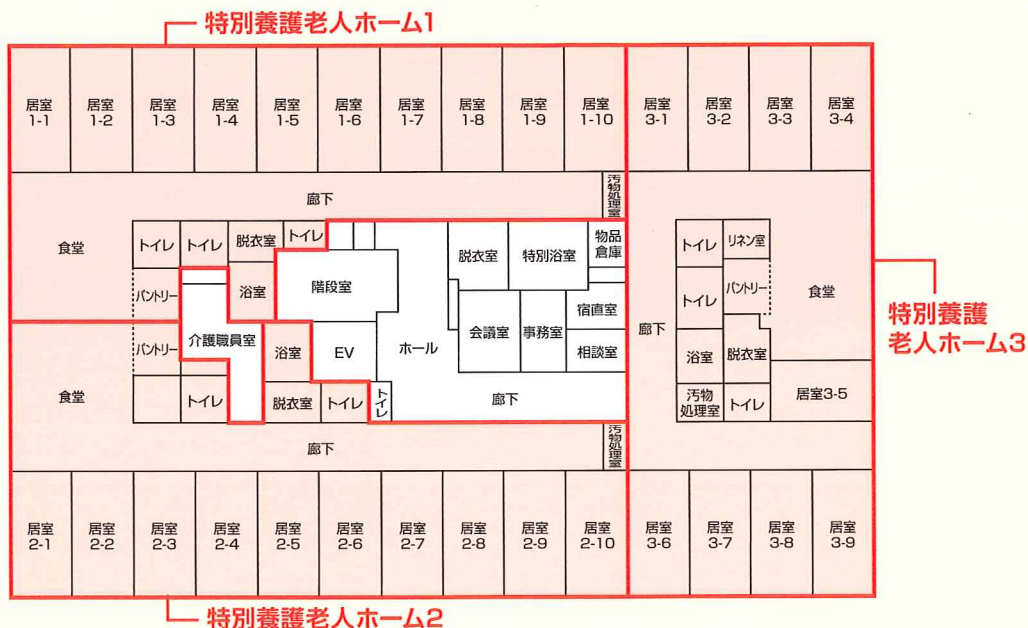 特別養護老人ホーム1
居室
1-1
居室
1-2
居室
1-3
居室
1-4
居室
1-5
居室
1-6
居室
1-7
居室
1-8
居室
1-9
居室
1-10
居室
3-1
居室
3-2
居室
3-3
居室
3-4
廊下
汚物処理室
食堂
トイレ
トイレ
脱衣室
トイレ
脱衣室
特別浴室
物品
倉庫
トイレ
リネン室
パントリー
浴室
階段室
宿直室
トイレ
パントリー
食堂
特別養護
老人ホーム3
廊下
パントリー
介護職員室
浴室
EV
ホール
会議室
事務室
相談室
浴室
脱衣室
食堂
トイレ
脱衣室
トイレ
トイレ
廊下
汚物
処理室
トイレ
居室3-5
廊下
汚物処理室
居室
2-1
居室
2-2
居室
2-3
居室
2-4
居室
2-5
居室
2-6
居室
2-7
居室
2-8
居室
2-9
居室
2-10
居室
3-6
居室
3-7
居室
3-8
居室
3-9
特別養護老人ホーム2